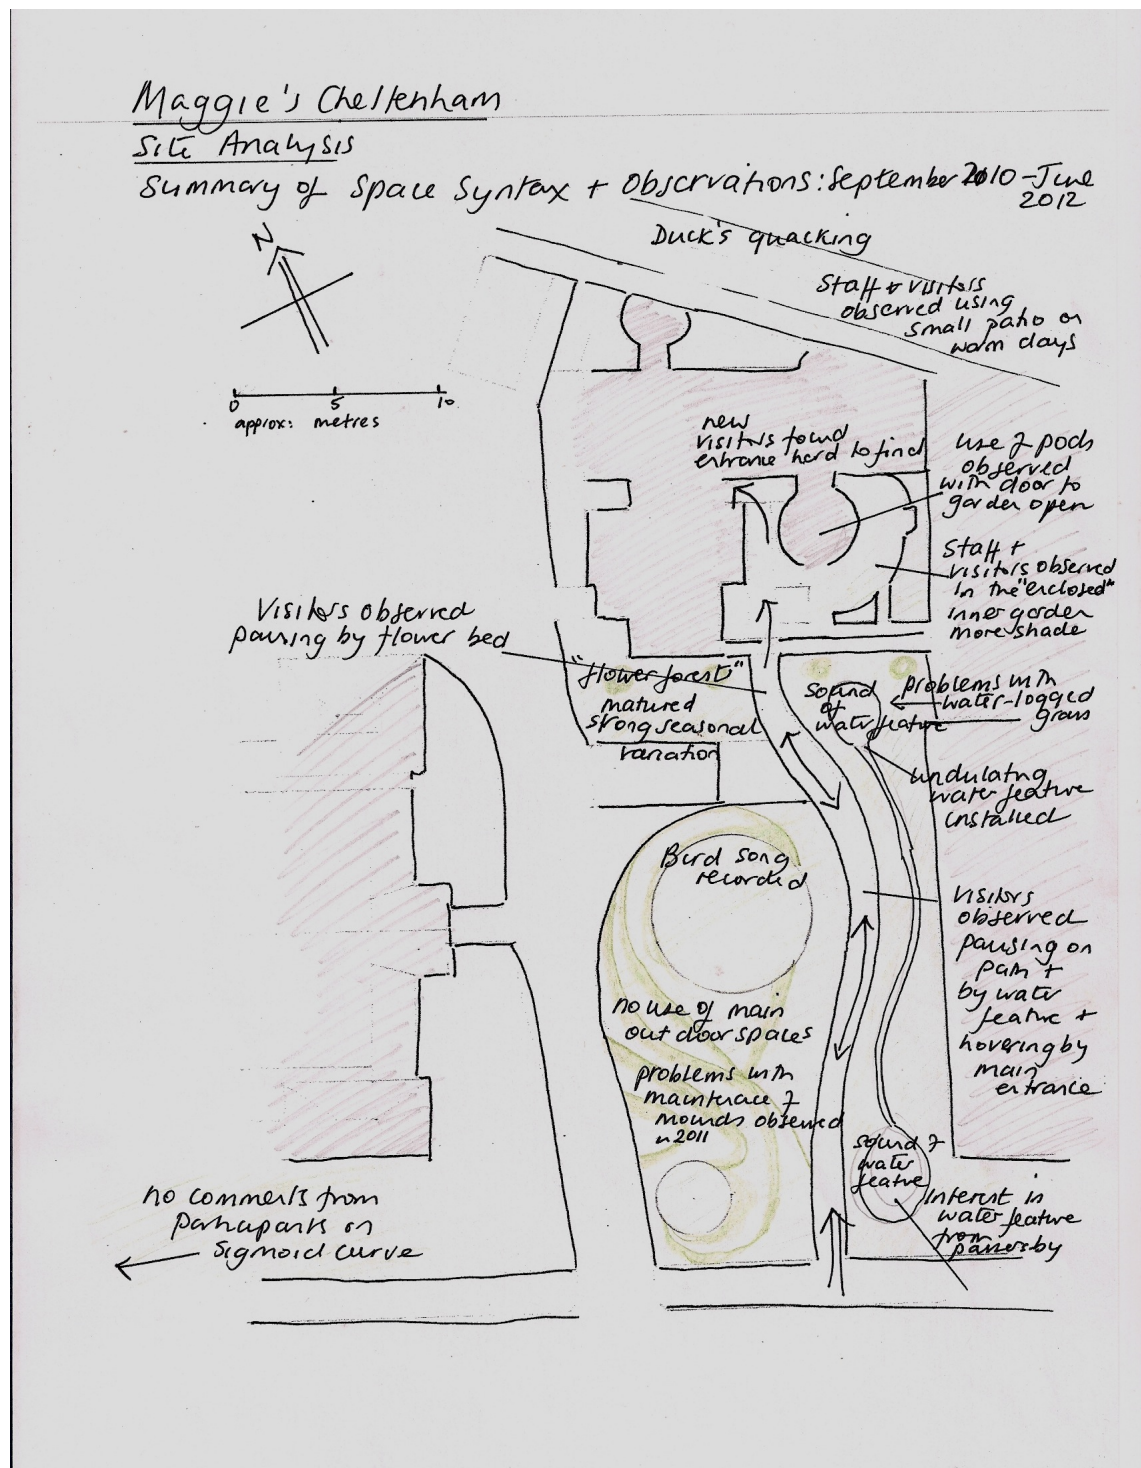 Maggie's Cheltenham
Site Analysis
Summary of Space Syntax + Observations: September 2010 - June
2012
N
Duck's quacking
Staff + visitors
observed using
small patio on
warm days
0 5 10
approx: metres
new
visitors found
entrance hard to find
use of pods
observed
with door to
garden open
Staff +
visitors observed
in the "enclosed"
inner garden
more shade
Visitors observed
pausing by flower bed
"flower forest"
matured
strong seasonal
variation
sound
of
water feature
problems with
water-logged
grass
undulating
water feature
installed
Bird song
recorded
visitors
observed
pausing on
path +
by water
feature +
hovering by
main
entrance
no use of main
out door spaces
problems with
maintenace of
mounds observed
in 2011
sound of
water
feature
interest in
water feature
from
passersby
no comments from
participants on
sigmoid curve